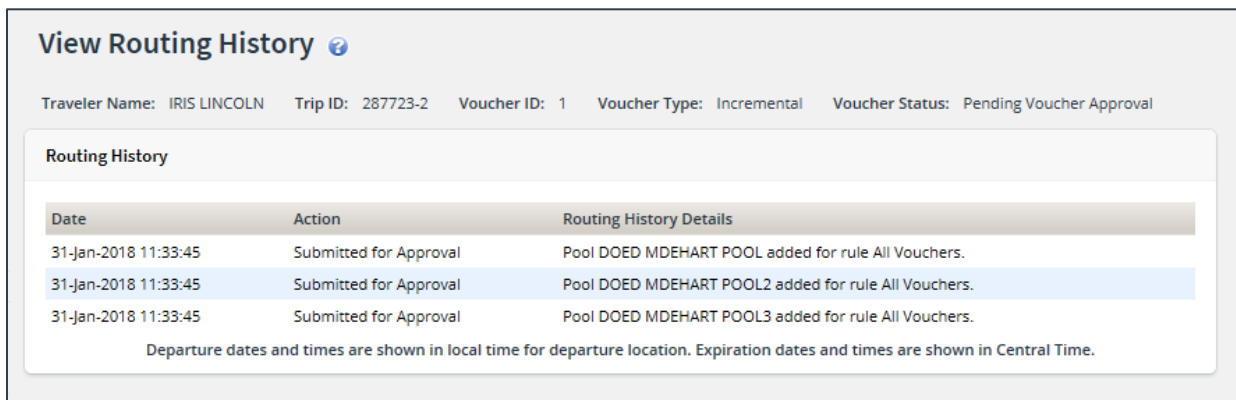 View Routing History
Traveler Name: IRIS LINCOLN Trip ID: 287723-2 Voucher ID: 1 Voucher Type: Incremental Voucher Status: Pending Voucher Approval
Routing History
Date Action Routing History Details
31-Jan-2018 11:33:45 Submitted for Approval Pool DOED MDEHART POOL added for rule All Vouchers.
31-Jan-2018 11:33:45 Submitted for Approval Pool DOED MDEHART POOL2 added for rule All Vouchers.
31-Jan-2018 11:33:45 Submitted for Approval Pool DOED MDEHART POOL3 added for rule All Vouchers.
Departure dates and times are shown in local time for departure location. Expiration dates and times are shown in Central Time.